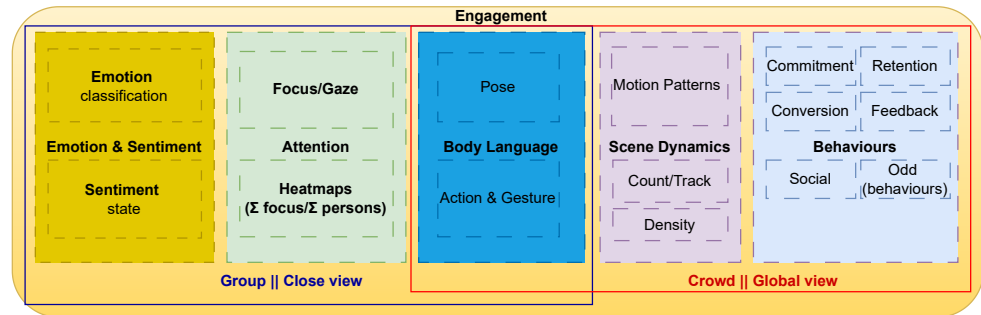 Engagement
Emotion
classification
Emotion & Sentiment
Sentiment
state
Focus/Gaze
Attention
Heatmaps
(Σ focus/Σ persons)
Pose
Body Language
Action & Gesture
Motion Patterns
Scene Dynamics
Count/Track
Density
Commitment
Retention
Conversion
Feedback
Behaviours
Social
Odd
(behaviours)
Group || Close view
Crowd || Global view